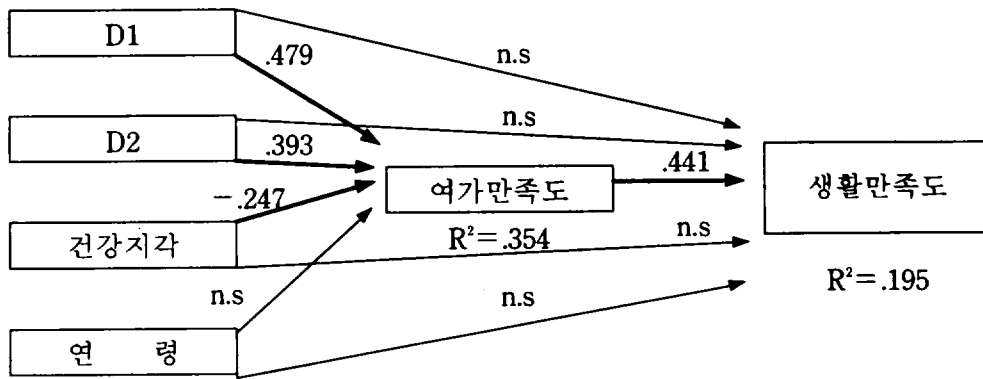 D1
n.s
.479
D2
n.s
.393
.441
여가만족도
생활만족도
－.247
건강지각
R²＝.354
n.s
R²＝.195
n.s
n.s
연 령